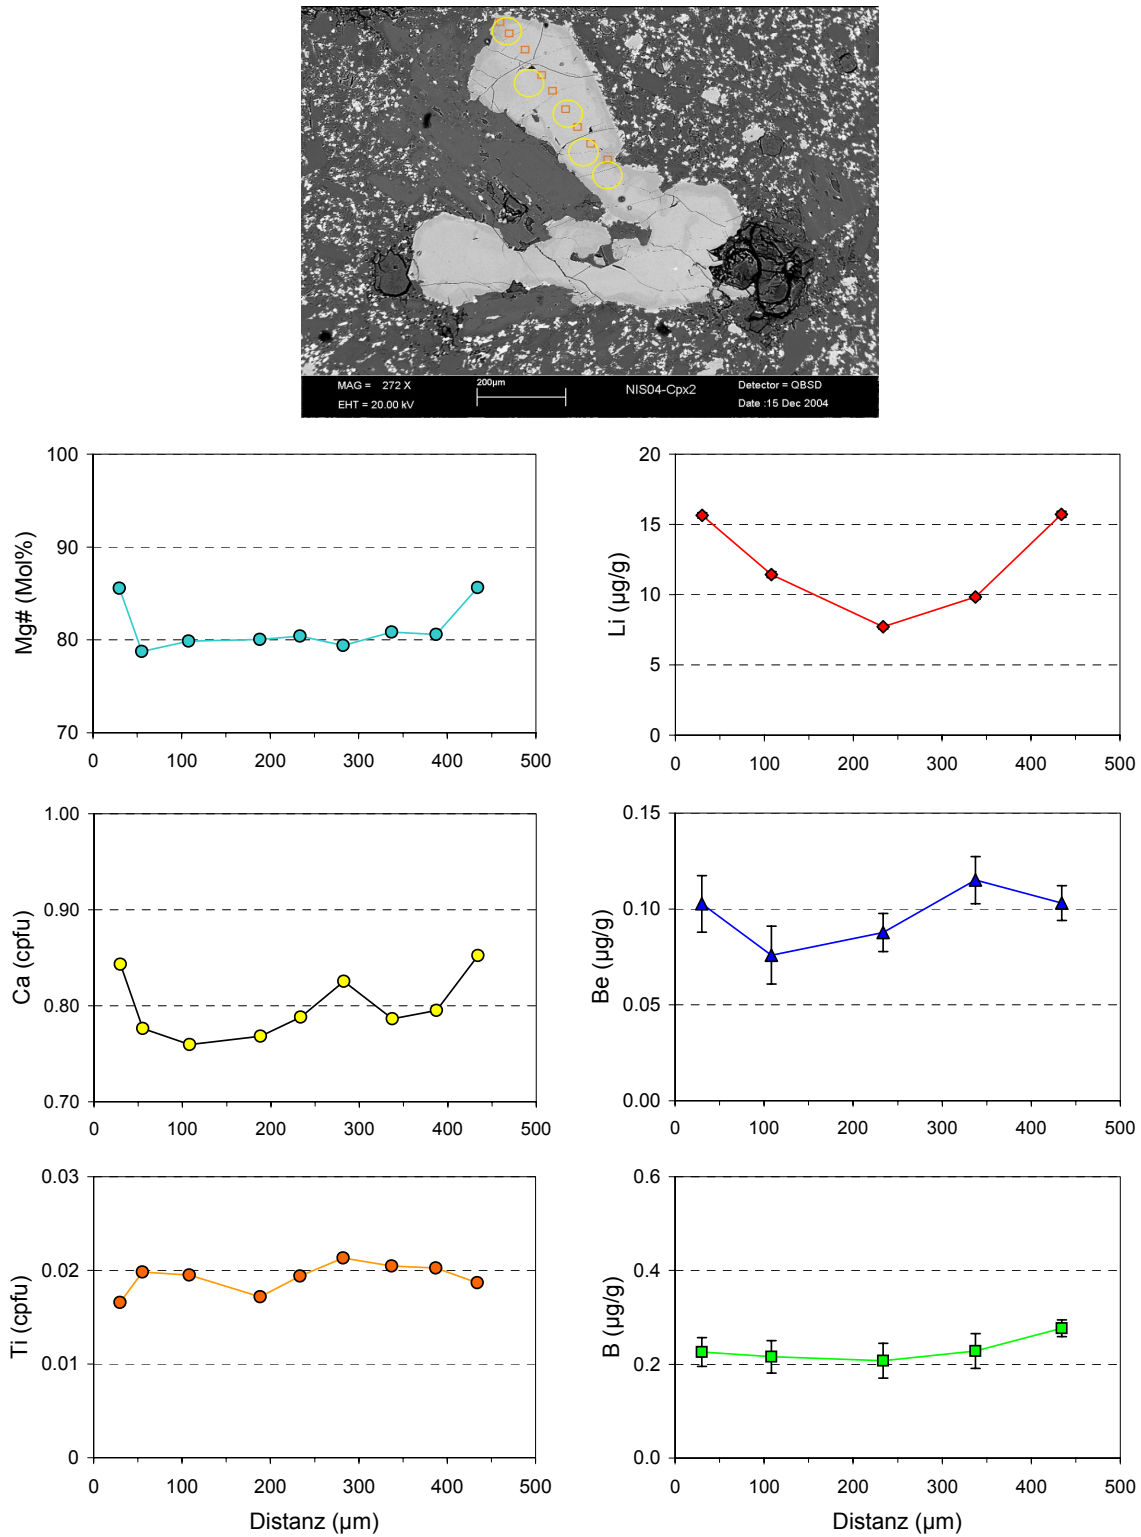 MAG = 272 X
200µm
NIS04-Cpx2
Detector = QBSD
EHT = 20.00 kV
Date :15 Dec 2004
100
90
80
70
Mg# (Mol%)
0 100 200 300 400 500
20
15
10
5
0
Li (µg/g)
0 100 200 300 400 500
1.00
0.90
0.80
0.70
Ca (cpfu)
0 100 200 300 400 500
0.15
0.10
0.05
0.00
Be (µg/g)
0 100 200 300 400 500
0.03
0.02
0.01
0
Ti (cpfu)
0 100 200 300 400 500
Distanz (µm)
0.6
0.4
0.2
0.0
B (µg/g)
0 100 200 300 400 500
Distanz (µm)